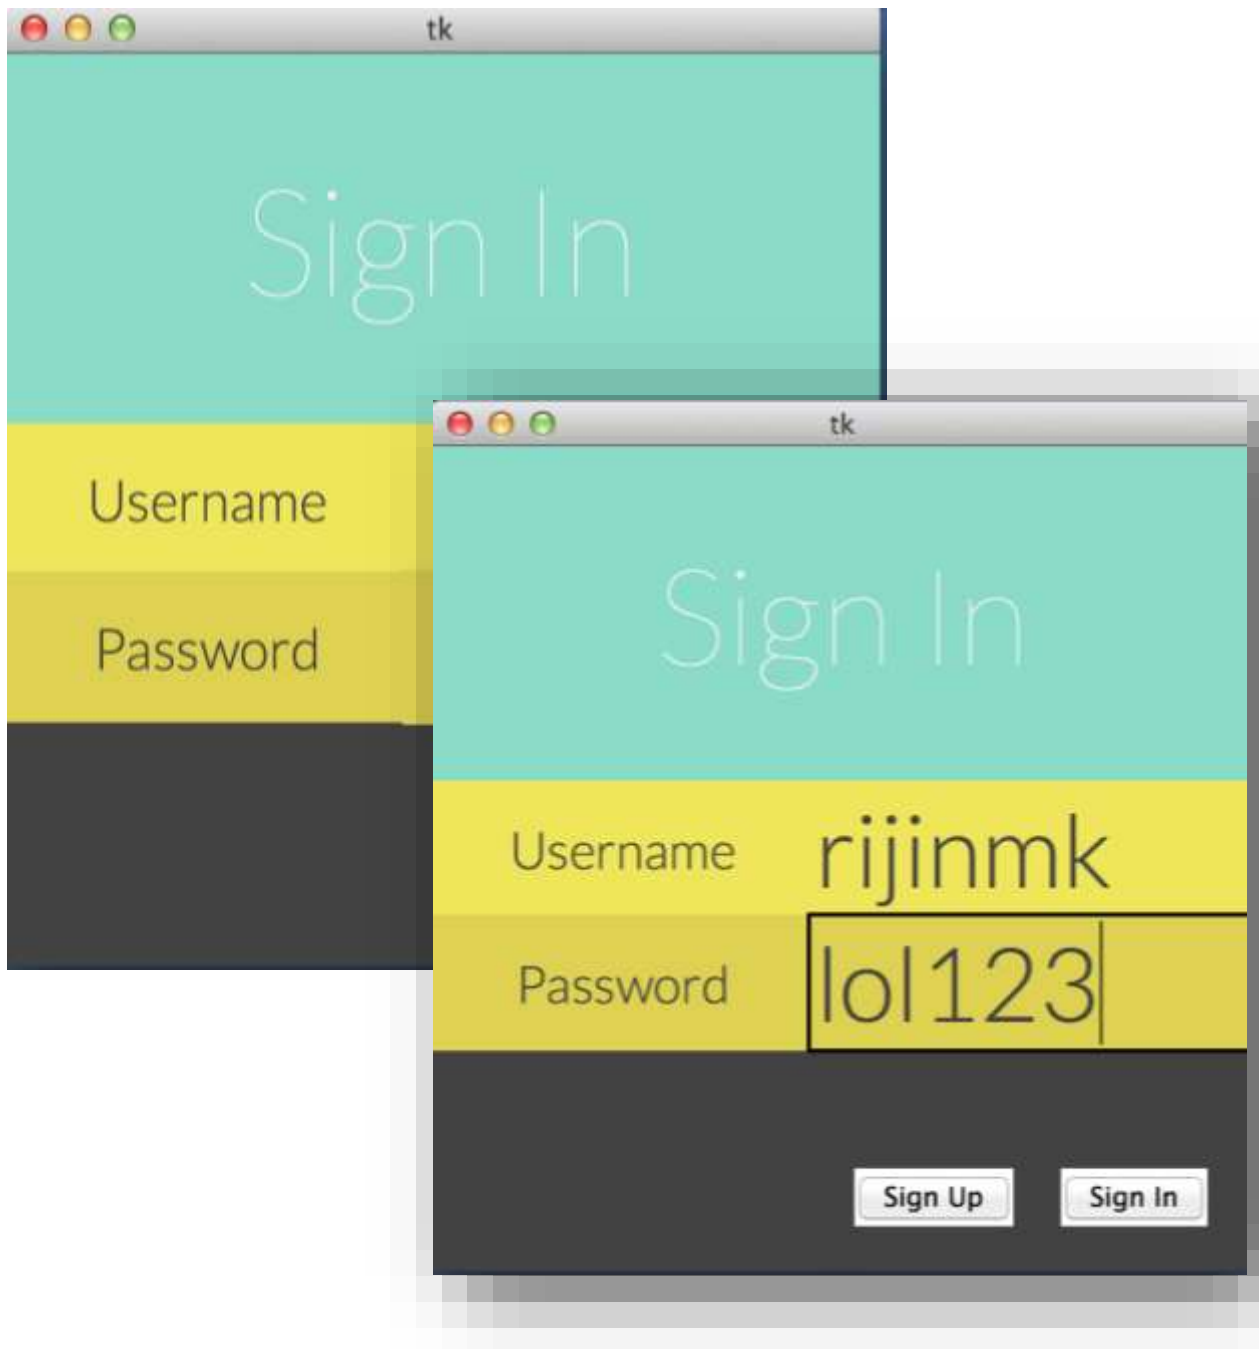 tk
Sign In
Username
Password
tk
Sign In
Username rijinmk
Password lol123
Sign Up Sign In